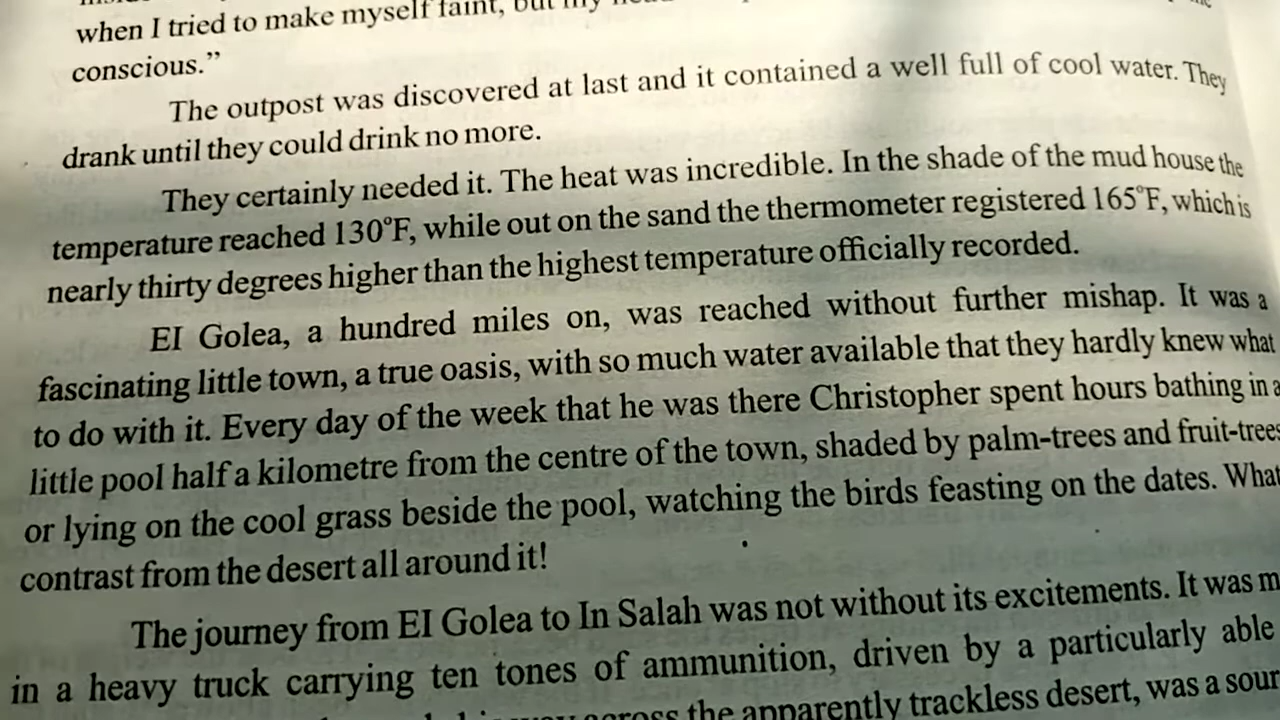 when I tried to make myself faint, but my
conscious.”
The outpost was discovered at last and it contained a well full of cool water. They
drank until they could drink no more.
They certainly needed it. The heat was incredible. In the shade of the mud house the
temperature reached 130°F, while out on the sand the thermometer registered 165°F, which is
nearly thirty degrees higher than the highest temperature officially recorded.
EI Golea, a hundred miles on, was reached without further mishap. It was a
fascinating little town, a true oasis, with so much water available that they hardly knew what
to do with it. Every day of the week that he was there Christopher spent hours bathing in a
little pool half a kilometre from the centre of the town, shaded by palm-trees and fruit-trees
or lying on the cool grass beside the pool, watching the birds feasting on the dates. What
contrast from the desert all around it!
The journey from EI Golea to In Salah was not without its excitements. It was
in a heavy truck carrying ten tones of ammunition, driven by a particularly able
across the apparently trackless desert, was a